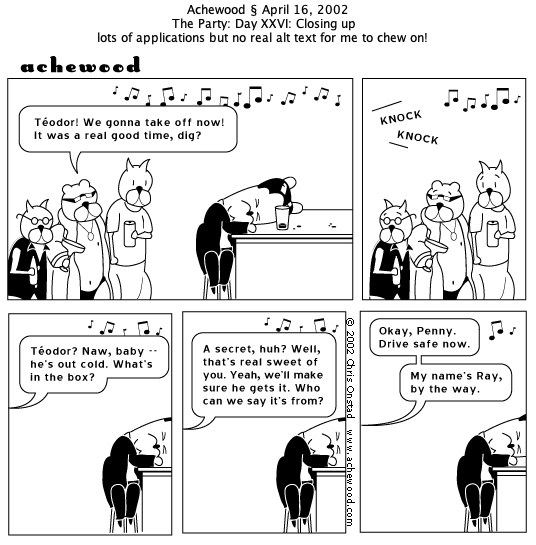 Achewood § April 16, 2002
The Party: Day XXVI: Closing up
lots of applications but no real alt text for me to chew on!
achewood
Téodor! We gonna take off now!
It was a real good time, dig?
KNOCK
KNOCK
Téodor? Naw, baby --
he's out cold. What's
in the box?
A secret, huh? Well,
that's real sweet of
you. Yeah, we'll make
sure he gets it. Who
can we say it's from?
© 2002 Chris Onstad www.achewood.com
Okay, Penny.
Drive safe now.
My name's Ray,
by the way.